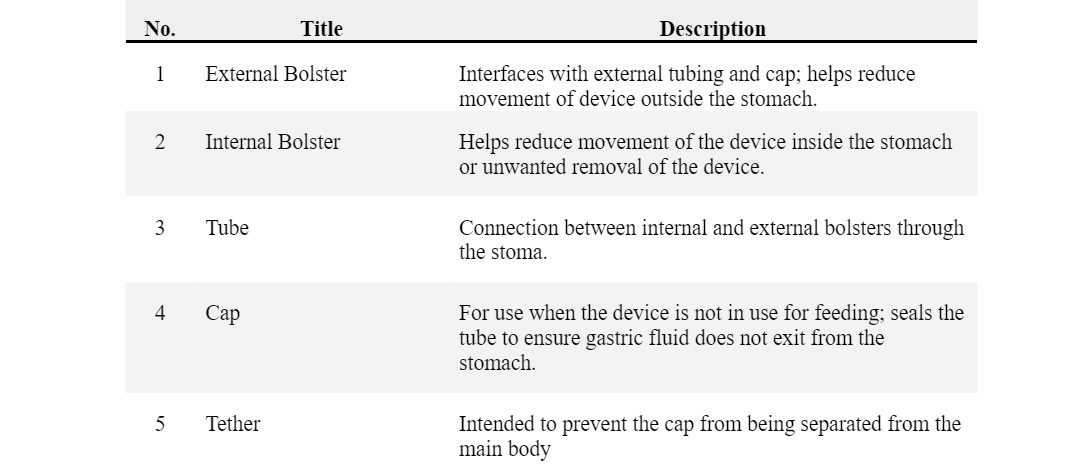 No. Title Description
1 External Bolster Interfaces with external tubing and cap; helps reduce
movement of device outside the stomach.
2 Internal Bolster Helps reduce movement of the device inside the stomach
or unwanted removal of the device.
3 Tube Connection between internal and external bolsters through
the stoma.
4 Cap For use when the device is not in use for feeding; seals the
tube to ensure gastric fluid does not exit from the
stomach.
5 Tether Intended to prevent the cap from being separated from the
main body